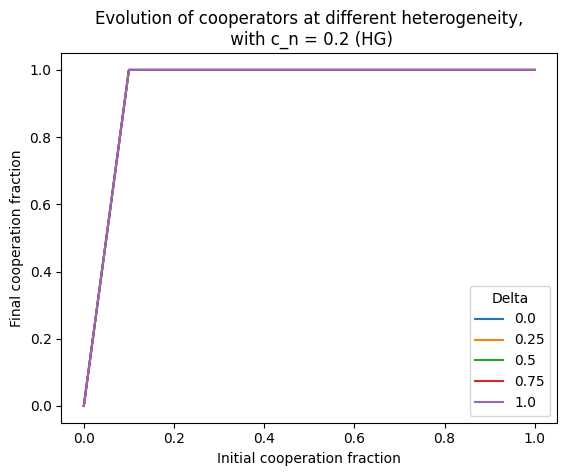 Evolution of cooperators at different heterogeneity,
with c_n = 0.2 (HG)
Final cooperation fraction
1.0
0.8
0.6
0.4
0.2
0.0
0.0 0.2 0.4 0.6 0.8 1.0
Initial cooperation fraction
Delta
0.0
0.25
0.5
0.75
1.0